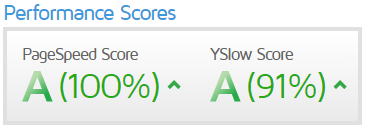 Performance Scores
PageSpeed Score
A (100%)
YSlow Score
A (91%)